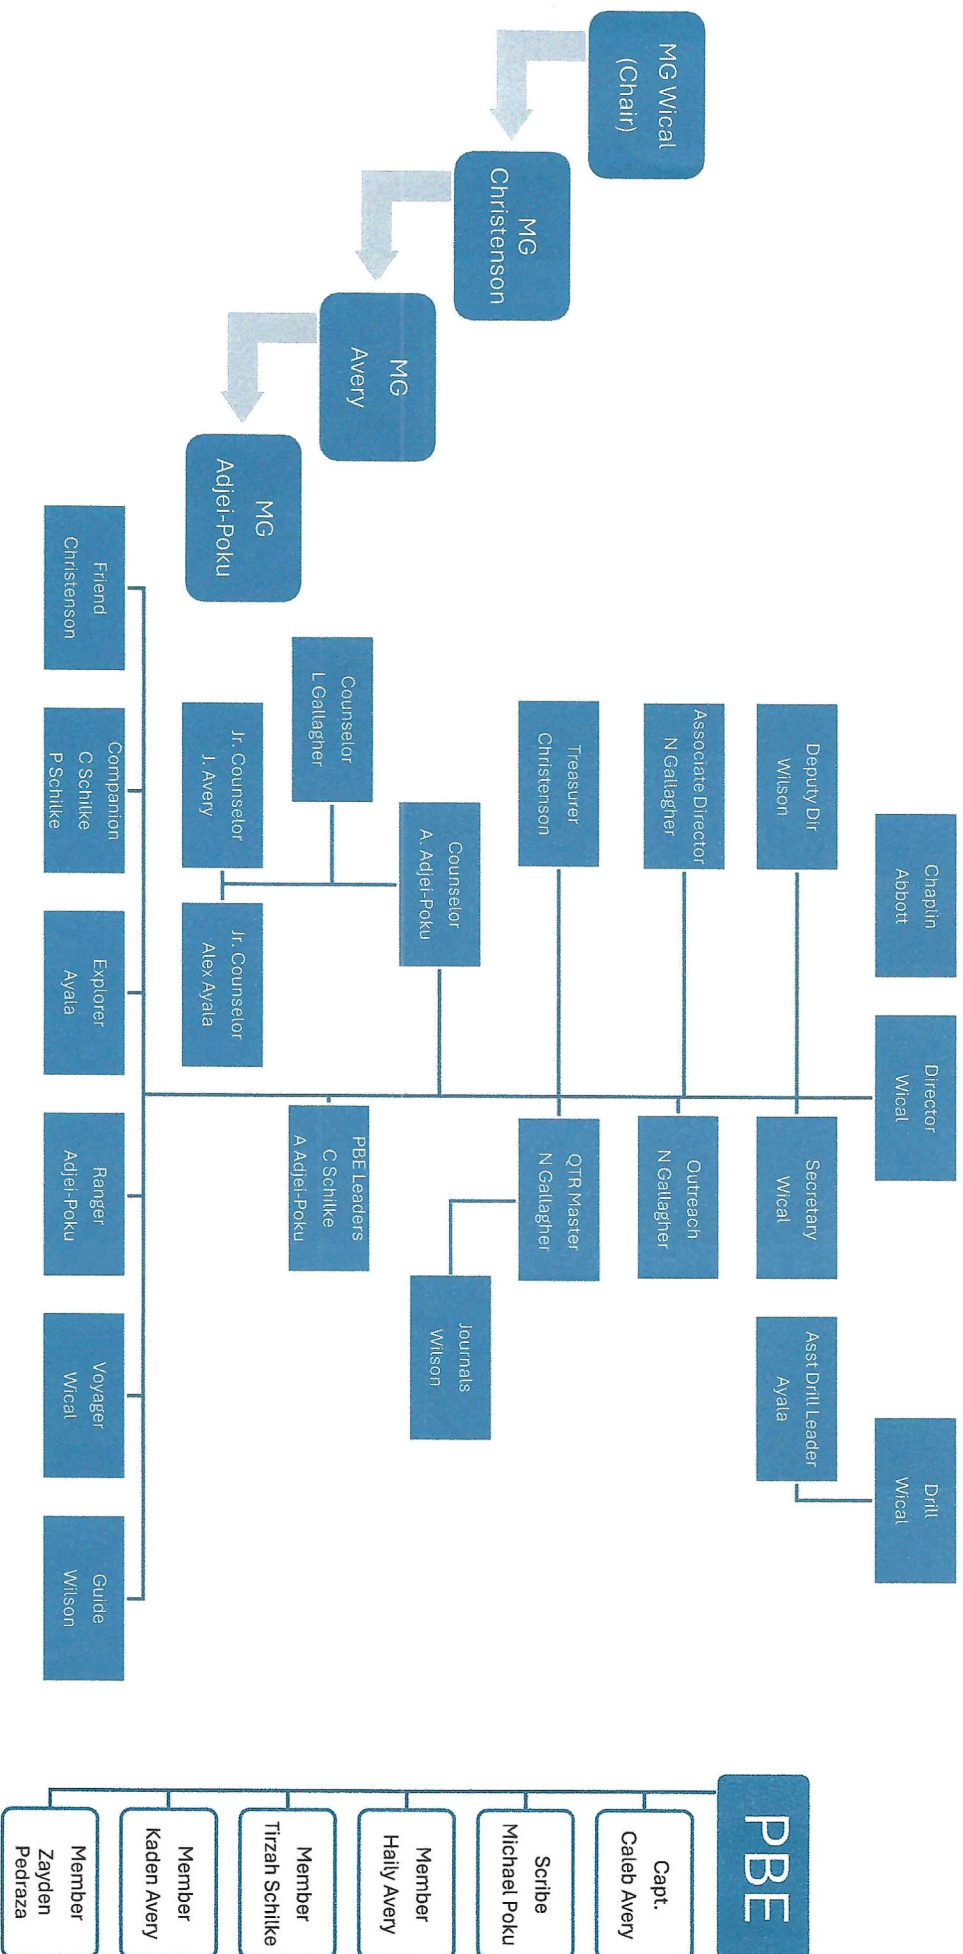 MG Wical
(Chair)
MG
Christenson
MG
Avery
MG
Adjei-Poku
Chaplin
Abbott
Director
Wical
Drill
Wical
Deputy Dir
Wilson
Secretary
Wical
Asst Drill Leader
Ayala
Associate Director
N Gallagher
Outreach
N Gallagher
Treasurer
Christenson
QTR Master
N Gallagher
Journals
Wilson
Counselor
A. Adjei-Poku
Counselor
L Gallagher
PBE Leaders
C Schilke
A Adjei-Poku
Jr. Counselor
J. Avery
Jr. Counselor
Alex Ayala
Friend
Christenson
Companion
C Schilke
P Schilke
Explorer
Ayala
Ranger
Adjei-Poku
Voyager
Wical
Guide
Wilson
PBE
Capt.
Caleb Avery
Scribe
Michael Poku
Member
Haily Avery
Member
Tirzah Schilke
Member
Kaden Avery
Member
Zayden
Pedraza